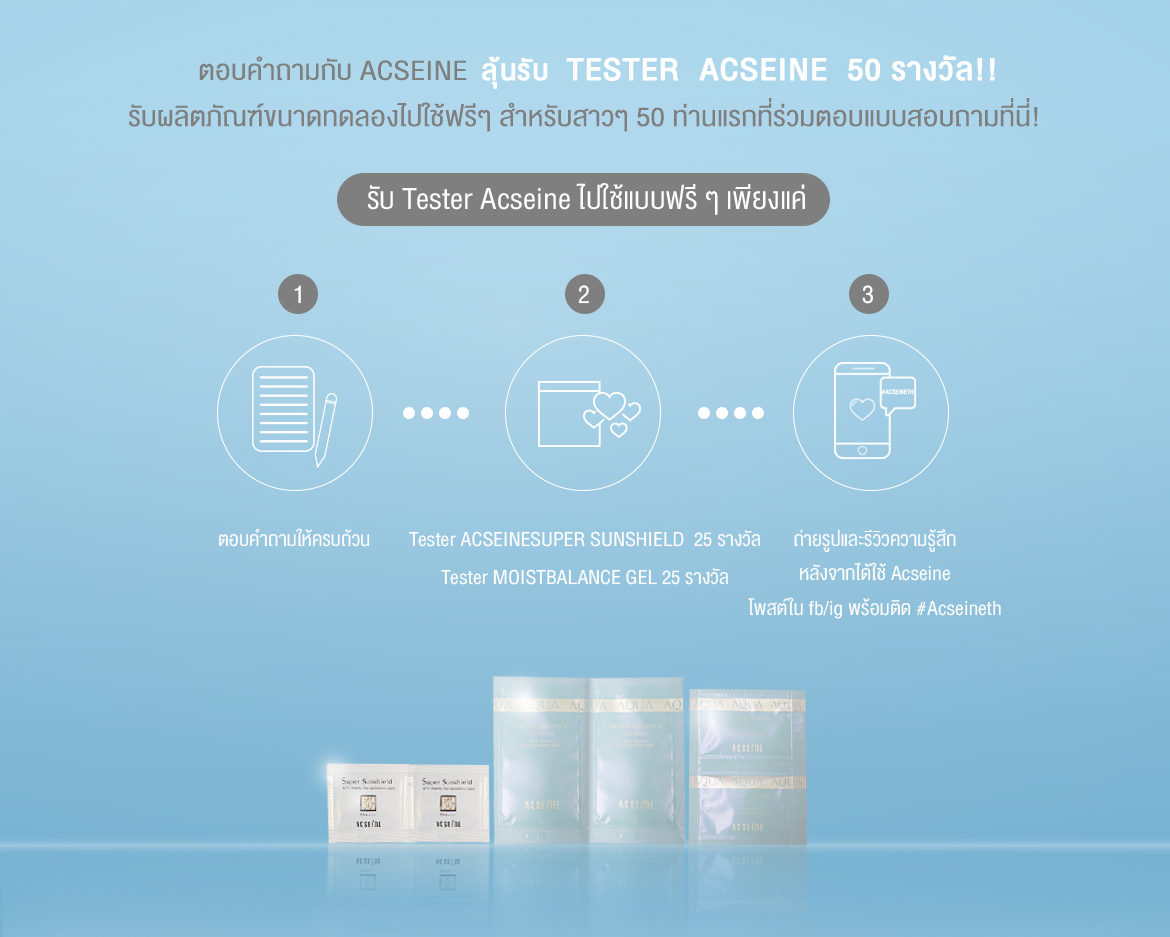 ตอบคำถามกับ ACSEINE ลุ้นรับ TESTER ACSEINE 50 รางวัล!!
รับผลิตภัณฑ์ขนาดทดลองไปใช้ฟรีๆ สำหรับสาวๆ 50 ท่านแรกที่ร่วมตอบแบบสอบถามที่นี่!
รับ Tester Acseine ไปใช้แบบฟรี ๆ เพียงแค่
1
2
3
#ACSEINETH
ตอบคำถามให้ครบถ้วน
Tester ACSEINESUPER SUNSHIELD 25 รางวัล
Tester MOISTBALANCE GEL 25 รางวัล
ถ่ายรูปและรีวิวความรู้สึก
หลังจากได้ใช้ Acseine
โพสต์ใน fb/ig พร้อมติด #Acseineth
AQUA AQ
AQUA AQ
AQUA AQUA
ACSEINE
AQUA AQUA
ACSEINE
Super Sunshield
Super Sunshield
ACSEINE
ACSEINE
ACSEINE
ACSEINE